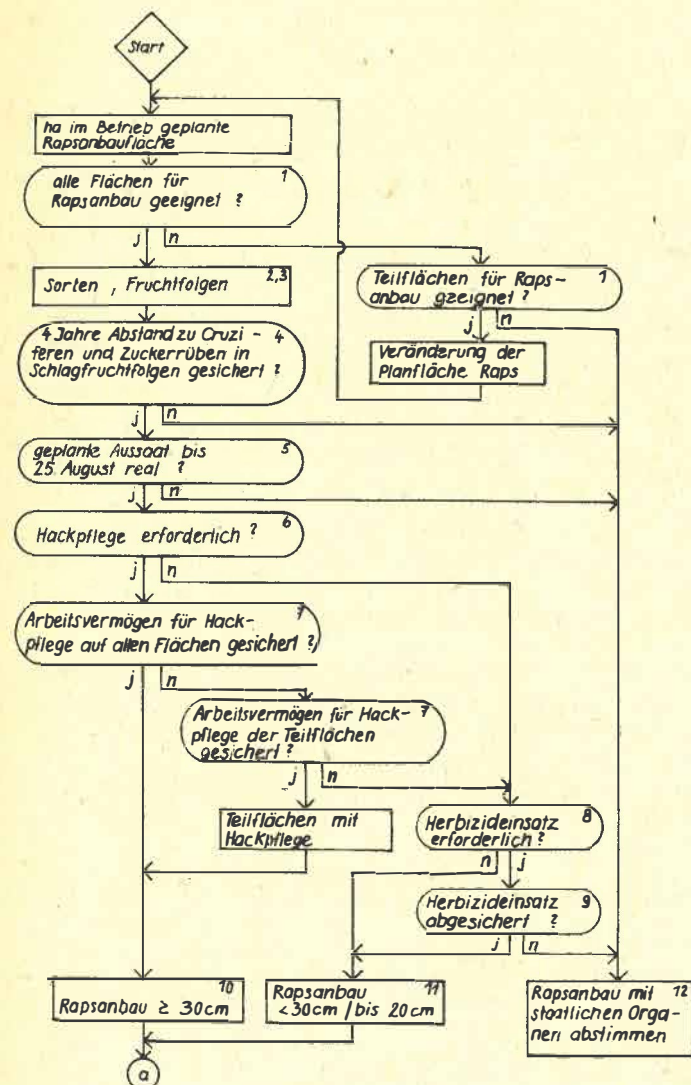 Start
ha im Betrieb geplante
Rapsanbaufläche
alle Flächen für 1
Rapsanbau geeignet ?
j n
Sorten , Fruchtfolgen 2,3
Teilflächen für Raps- 1
anbau geeignet ?
j n
Veränderung der
Planfläche Raps
4 Jahre Abstand zu Cruzi- 4
feren und Zuckerrüben in
Schlagfruchtfolgen gesichert ?
j n
geplante Aussaat bis 5
25 August real ?
j n
Hackpflege erforderlich ? 6
j n
Arbeitsvermögen für Hack- 7
pflege auf allen Flächen gesichert ?
j n
Arbeitsvermögen für Hack- 7
pflege der Teilflächen
gesichert ?
j n
Teilflächen mit
Hackpflege
Herbizideinsatz 8
erforderlich ?
n j
Herbizideinsatz 9
abgesichert ?
j n
10
Rapsanbau ≥ 30cm
Rapsanbau 11
<30cm / bis 20cm
Rapsanbau mit 12
staatlichen Orga-
nen abstimmen
a